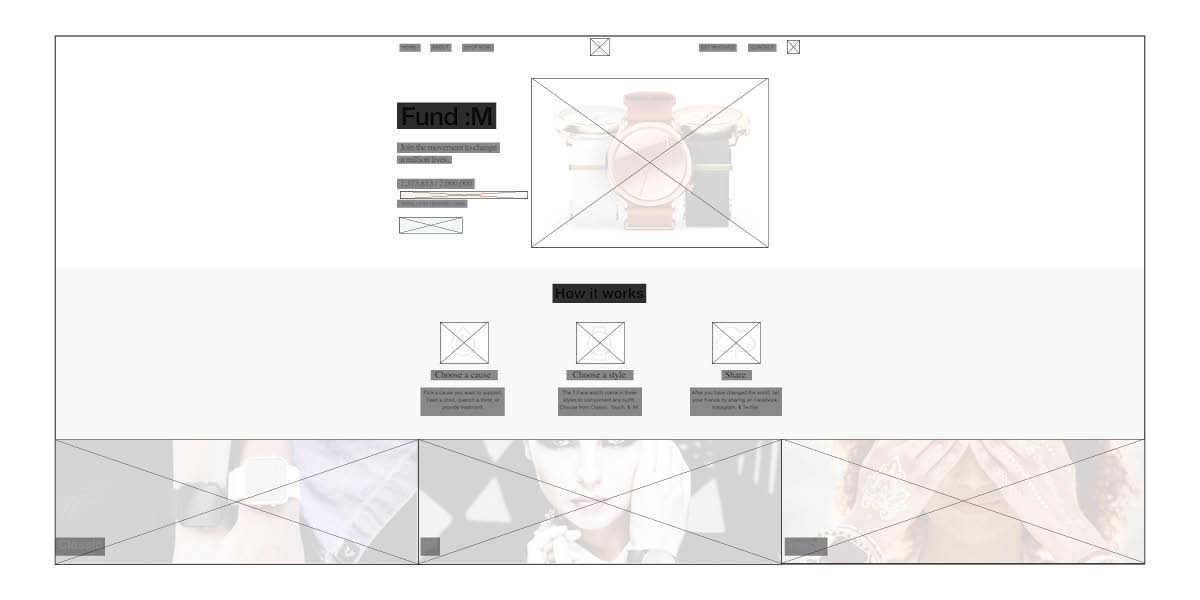 HOME
ABOUT
SHOP NOW
GET INVOLVED
CONTACT
Fund :M
Join the movement to change
a million lives.
1,373,813 / 2,000,000
How it works
Choose a cause
Pick a cause you want to support.
Feed a child, quench a thirst, or
provide treatment.
Choose a style
The 1:Face watch come in three
styles to compliment any outfit.
Choose from Classic, Touch, & :M.
Share
After you have changed the world, let
your friends by sharing on Facebook,
Instagram, & Twitter.
Classic